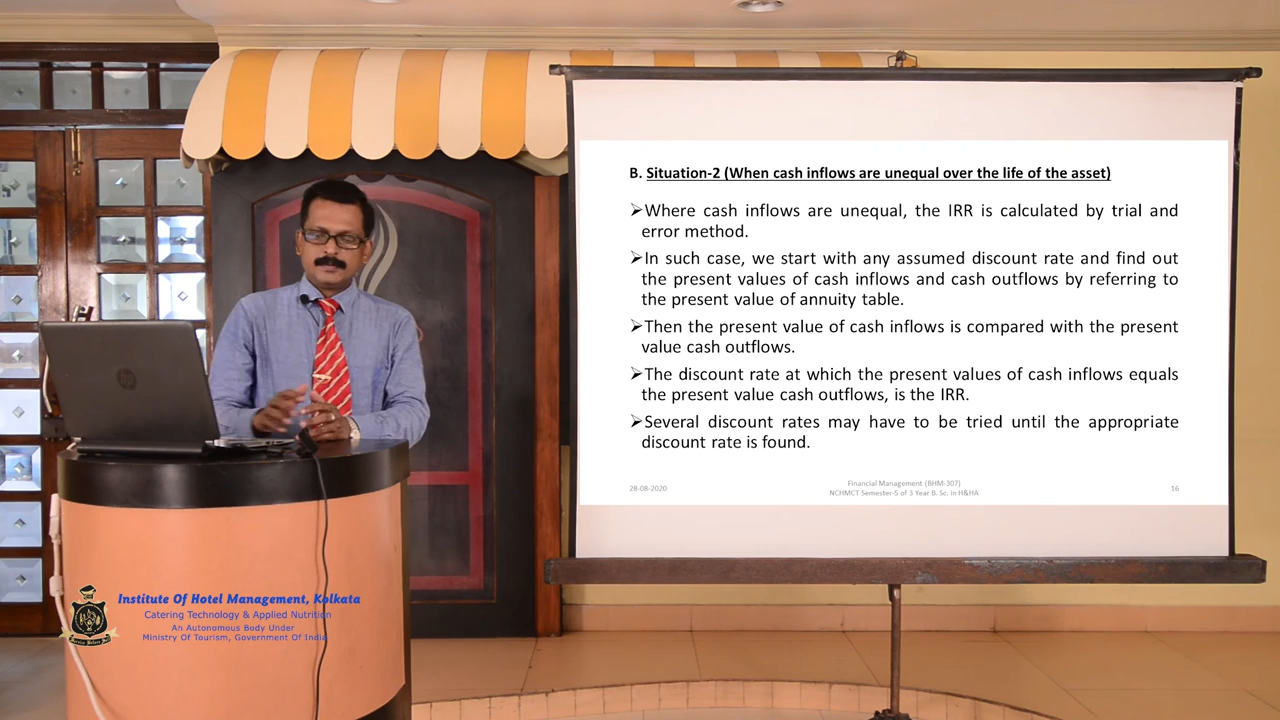 B. Situation-2 (When cash inflows are unequal over the life of the asset)
➢Where cash inflows are unequal, the IRR is calculated by trial and
error method.
➢In such case, we start with any assumed discount rate and find out
the present values of cash inflows and cash outflows by referring to
the present value of annuity table.
➢Then the present value of cash inflows is compared with the present
value cash outflows.
➢The discount rate at which the present values of cash inflows equals
the present value cash outflows, is the IRR.
➢Several discount rates may have to be tried until the appropriate
discount rate is found.
28-08-2020
Financial Management (BHM-307)
NCHMCT Semester-5 of 3 Year B. Sc. in H&HA
16
hp
Institute Of Hotel Management, Kolkata
Catering Technology & Applied Nutrition
An Autonomous Body Under
Ministry Of Tourism, Government Of India